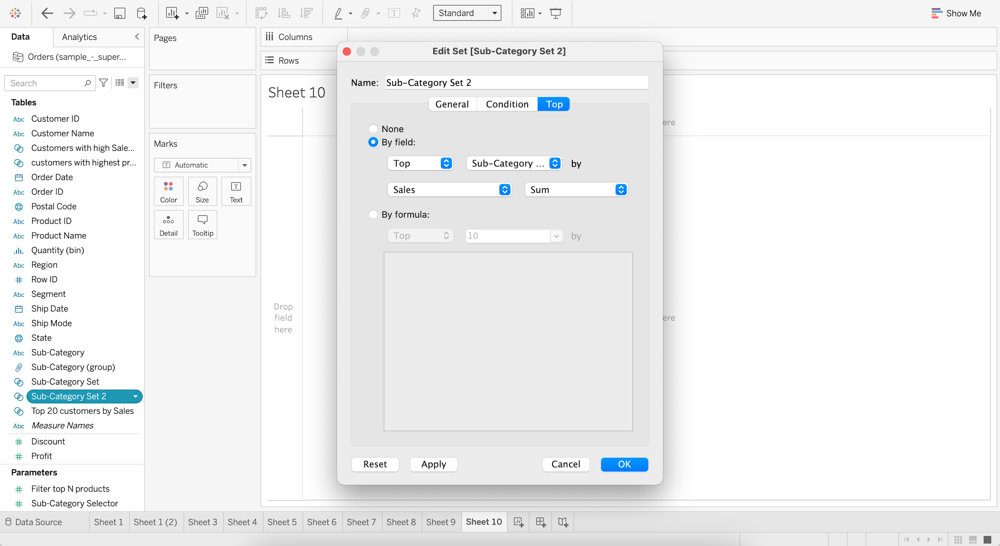 Standard
Show Me
Data
Analytics
Orders (sample_-_super...
Search
Tables
Abc Customer ID
Abc Customer Name
Customers with high Sale...
customers with highest pr...
Order Date
Abc Order ID
Postal Code
Abc Product ID
Abc Product Name
Quantity (bin)
Abc Region
Row ID
Abc Segment
Ship Date
Abc Ship Mode
State
Abc Sub-Category
Sub-Category (group)
Sub-Category Set
Sub-Category Set 2
Top 20 customers by Sales
Abc Measure Names
Discount
Profit
Parameters
Filter top N products
Sub-Category Selector
Pages
Filters
Marks
Automatic
Color
Size
Text
Detail
Tooltip
Columns
Rows
Sheet 10
Drop
field
here
ere
ere
Edit Set [Sub-Category Set 2]
Name: Sub-Category Set 2
General
Condition
Top
None
By field:
Top
Sub-Category ...
by
Sales
Sum
By formula:
Top
10
by
Reset
Apply
Cancel
OK
Data Source
Sheet 1
Sheet 1 (2)
Sheet 3
Sheet 4
Sheet 5
Sheet 6
Sheet 7
Sheet 8
Sheet 9
Sheet 10